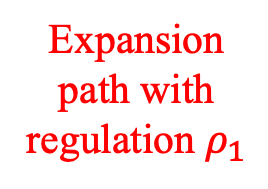 Expansion
path with
regulation ρ₁